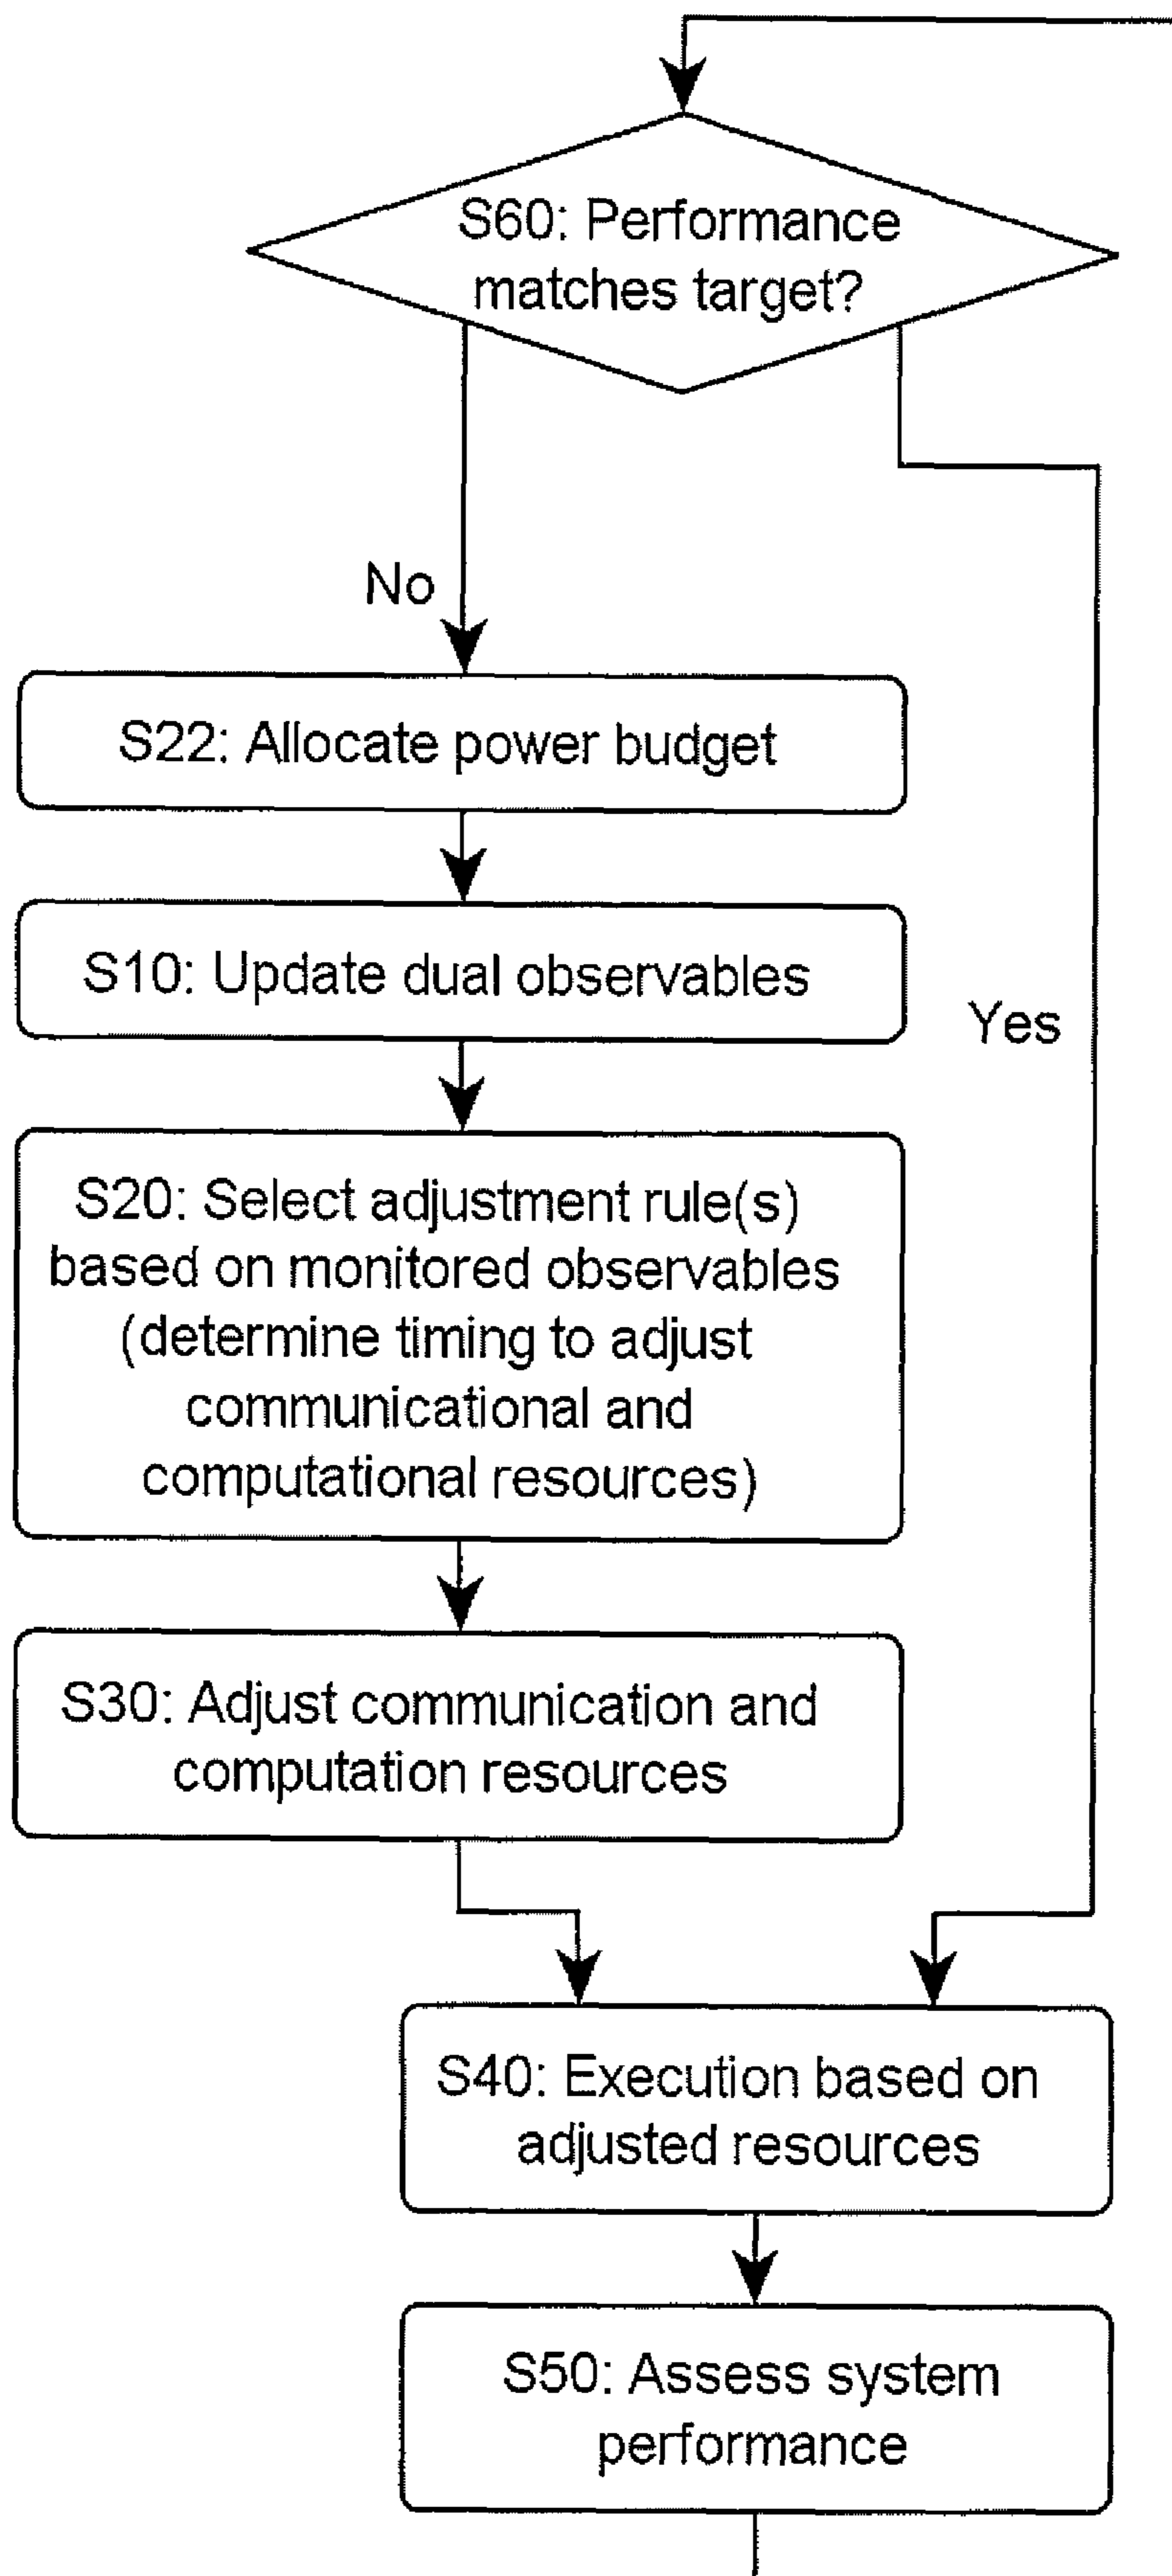 S60: Performance
matches target?
No
S22: Allocate power budget
S10: Update dual observables
Yes
S20: Select adjustment rule(s)
based on monitored observables
(determine timing to adjust
communicational and
computational resources)
S30: Adjust communication and
computation resources
S40: Execution based on
adjusted resources
S50: Assess system
performance